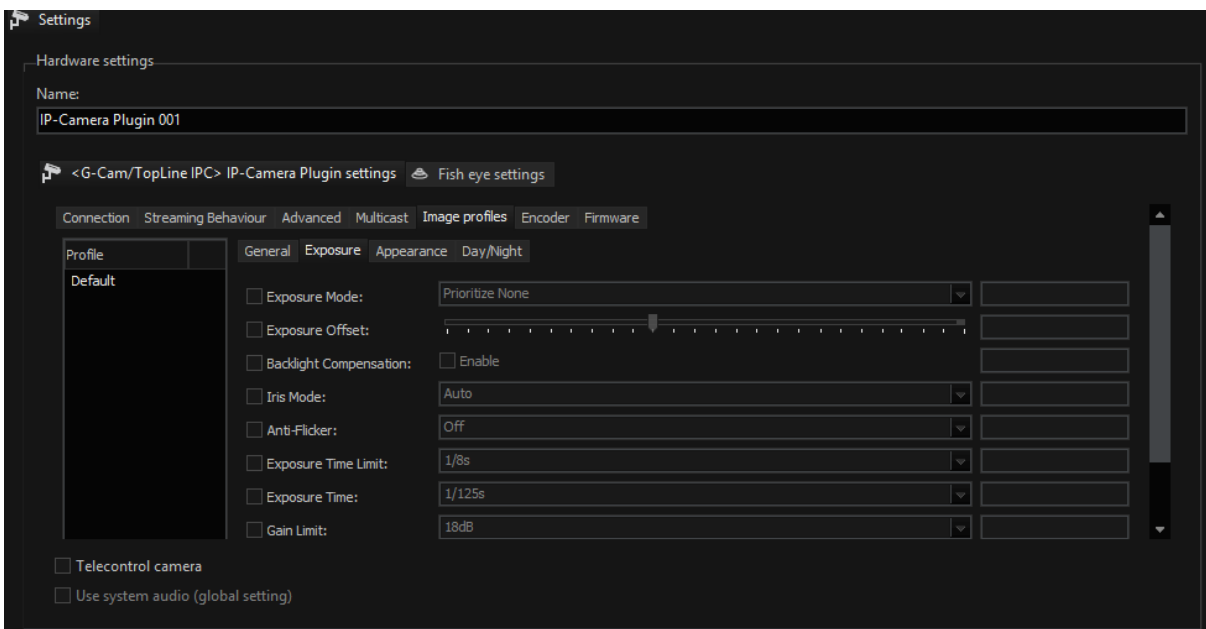 Settings
Hardware settings
Name:
IP-Camera Plugin 001
<G-Cam/TopLine IPC> IP-Camera Plugin settings Fish eye settings
Connection Streaming Behaviour Advanced Multicast Image profiles Encoder Firmware
Profile General Exposure Appearance Day/Night
Default
Exposure Mode: Prioritize None
Exposure Offset:
Backlight Compensation: Enable
Iris Mode: Auto
Anti-Flicker: Off
Exposure Time Limit: 1/8s
Exposure Time: 1/125s
Gain Limit: 18dB
Telecontrol camera
Use system audio (global setting)